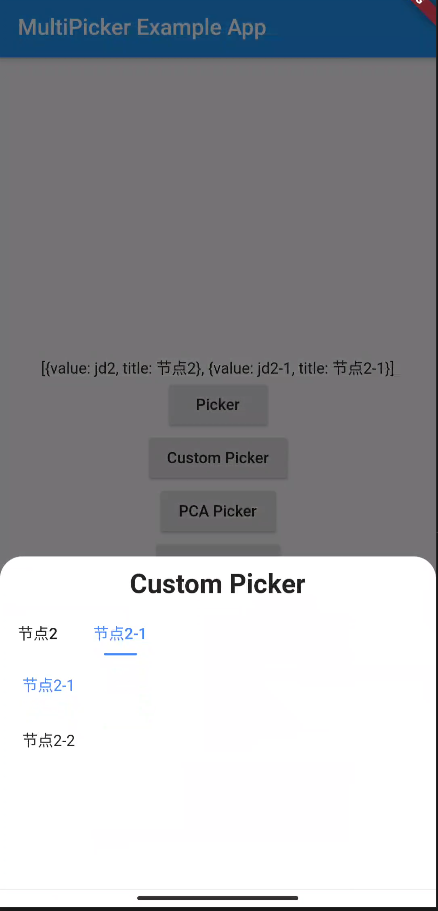 MultiPicker Example App
[{value: jd2, title: 节点2}, {value: jd2-1, title: 节点2-1}]
Picker
Custom Picker
PCA Picker
Custom Picker
节点2 节点2-1
节点2-1
节点2-2